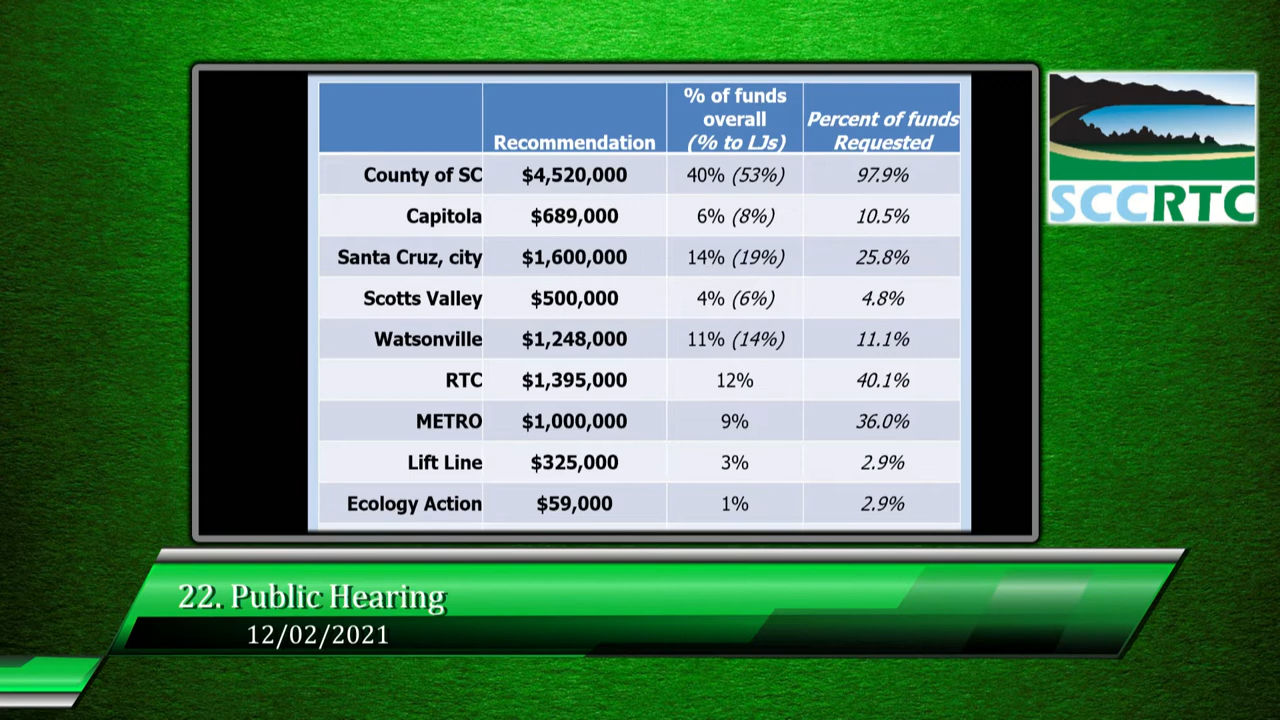 % of funds
overall
(% to LJs)
Percent of funds
Requested
Recommendation
County of SC $4,520,000 40% (53%) 97.9%
Capitola $689,000 6% (8%) 10.5%
Santa Cruz, city $1,600,000 14% (19%) 25.8%
Scotts Valley $500,000 4% (6%) 4.8%
Watsonville $1,248,000 11% (14%) 11.1%
RTC $1,395,000 12% 40.1%
METRO $1,000,000 9% 36.0%
Lift Line $325,000 3% 2.9%
Ecology Action $59,000 1% 2.9%
SCCRTC
22. Public Hearing
12/02/2021